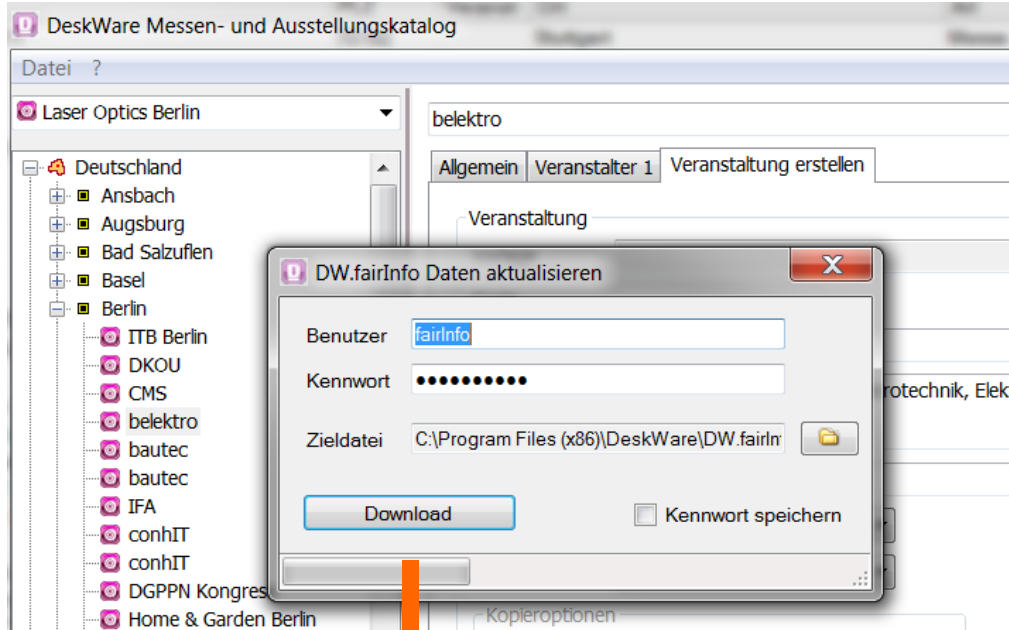 DeskWare Messen- und Ausstellungskatalog
Datei ?
Laser Optics Berlin
belektro
Allgemein Veranstalter 1 Veranstaltung erstellen
Deutschland
Ansbach
Augsburg
Bad Salzuflen
Basel
Berlin
ITB Berlin
DKOU
CMS
belektro
bautec
bautec
IFA
conhIT
conhIT
DGPPN Kongres
Home & Garden Berlin
Veranstaltung
DW.fairInfo Daten aktualisieren
Benutzer fairInfo
Kennwort ●●●●●●●●●●
Zieldatei C:\Program Files (x86)\DeskWare\DW.fairIn
Download Kennwort speichern
rotechnik, Elek
Kopieroptionen